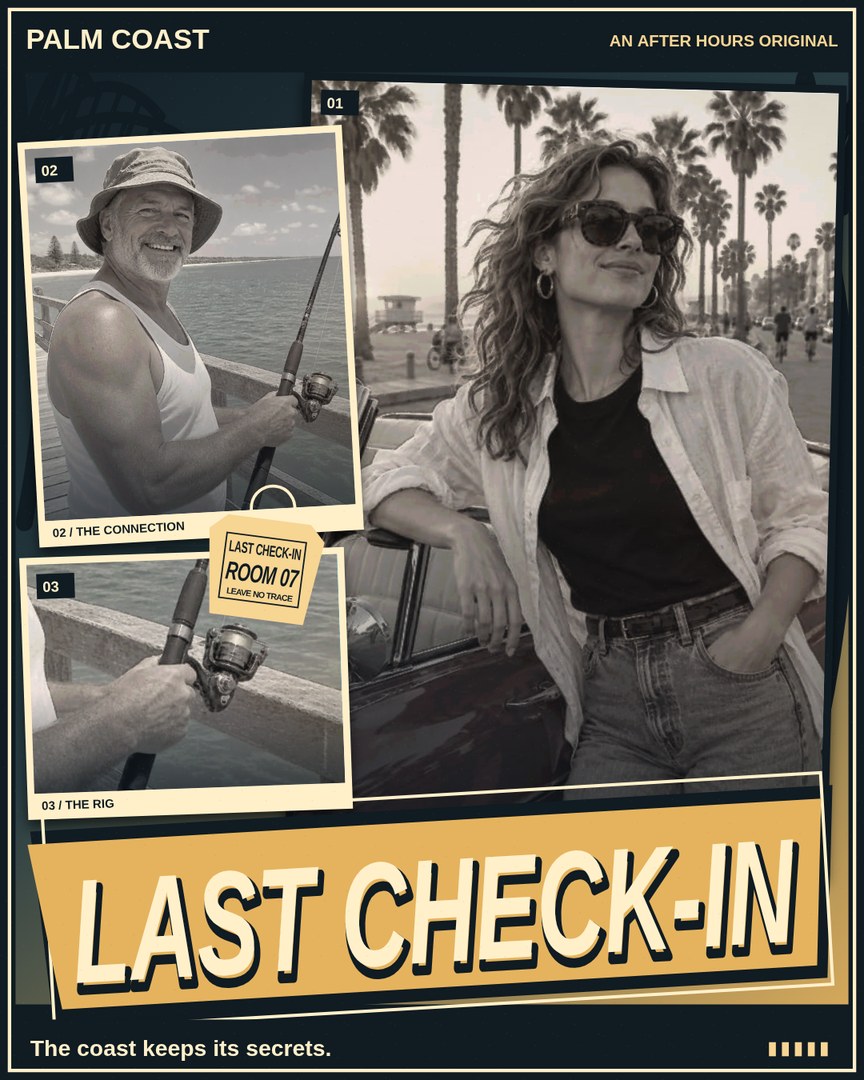 PALM COAST
AN AFTER HOURS ORIGINAL
01
02
02 / THE CONNECTION
LAST CHECK-IN
ROOM 07
LEAVE NO TRACE
03
03 / THE RIG
LAST CHECK-IN
The coast keeps its secrets.